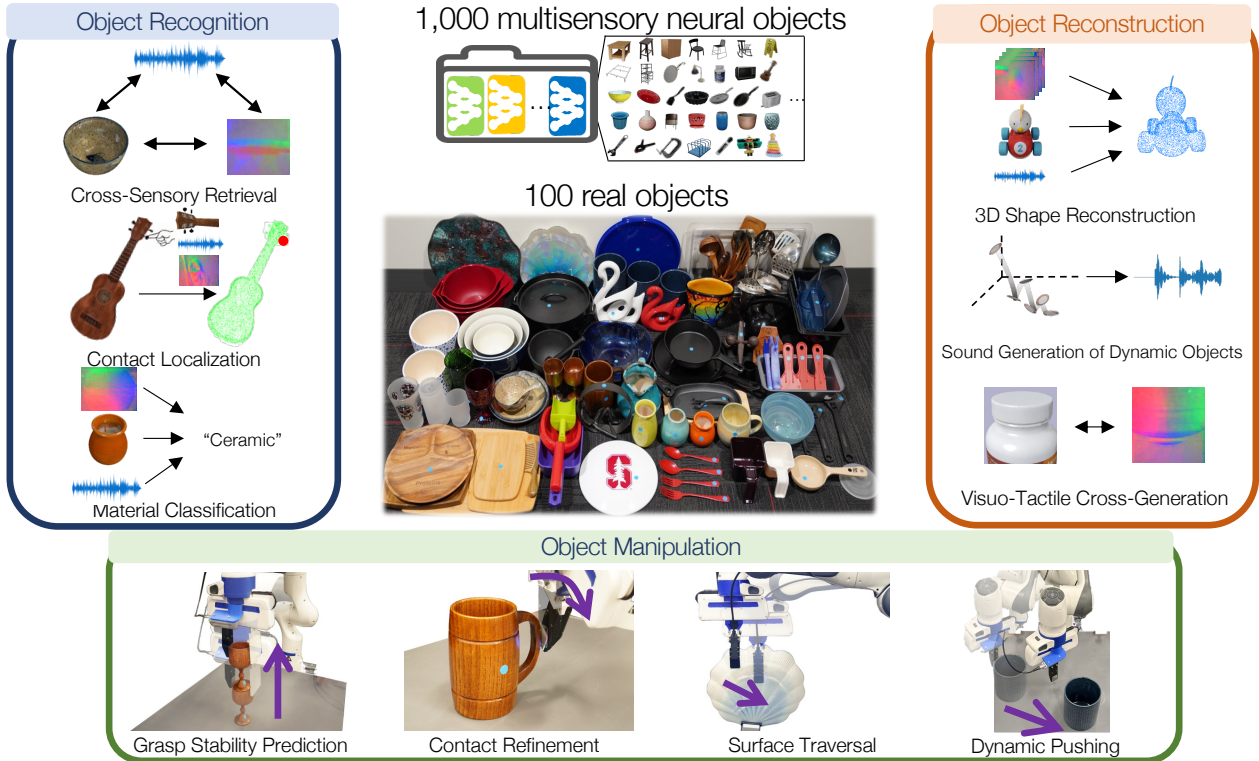 Object Recognition
Cross-Sensory Retrieval
Contact Localization
"Ceramic"
Material Classification
1,000 multisensory neural objects
...
...
100 real objects
S
Object Reconstruction
2
3D Shape Reconstruction
Sound Generation of Dynamic Objects
Visuo-Tactile Cross-Generation
Object Manipulation
Grasp Stability Prediction
Contact Refinement
Surface Traversal
Dynamic Pushing